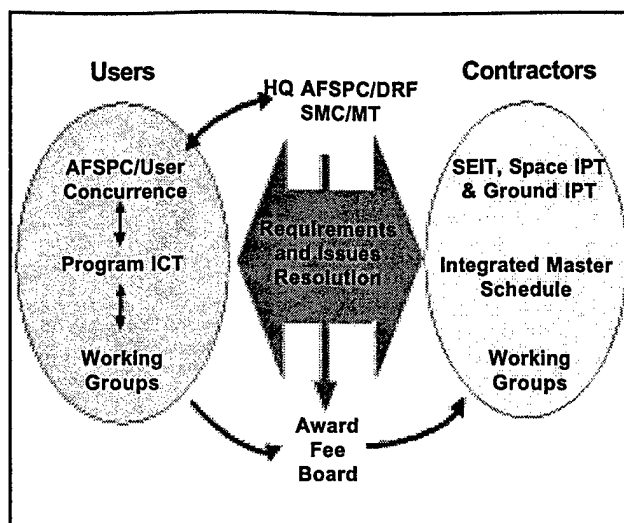 Users
HQ AFSPC/DRF
SMC/MT
Contractors
AFSPC/User
Concurrence
Program ICT
Working
Groups
Requirements
and Issues
Resolution
SEIT, Space IPT
& Ground IPT
Integrated Master
Schedule
Working
Groups
Award
Fee
Board